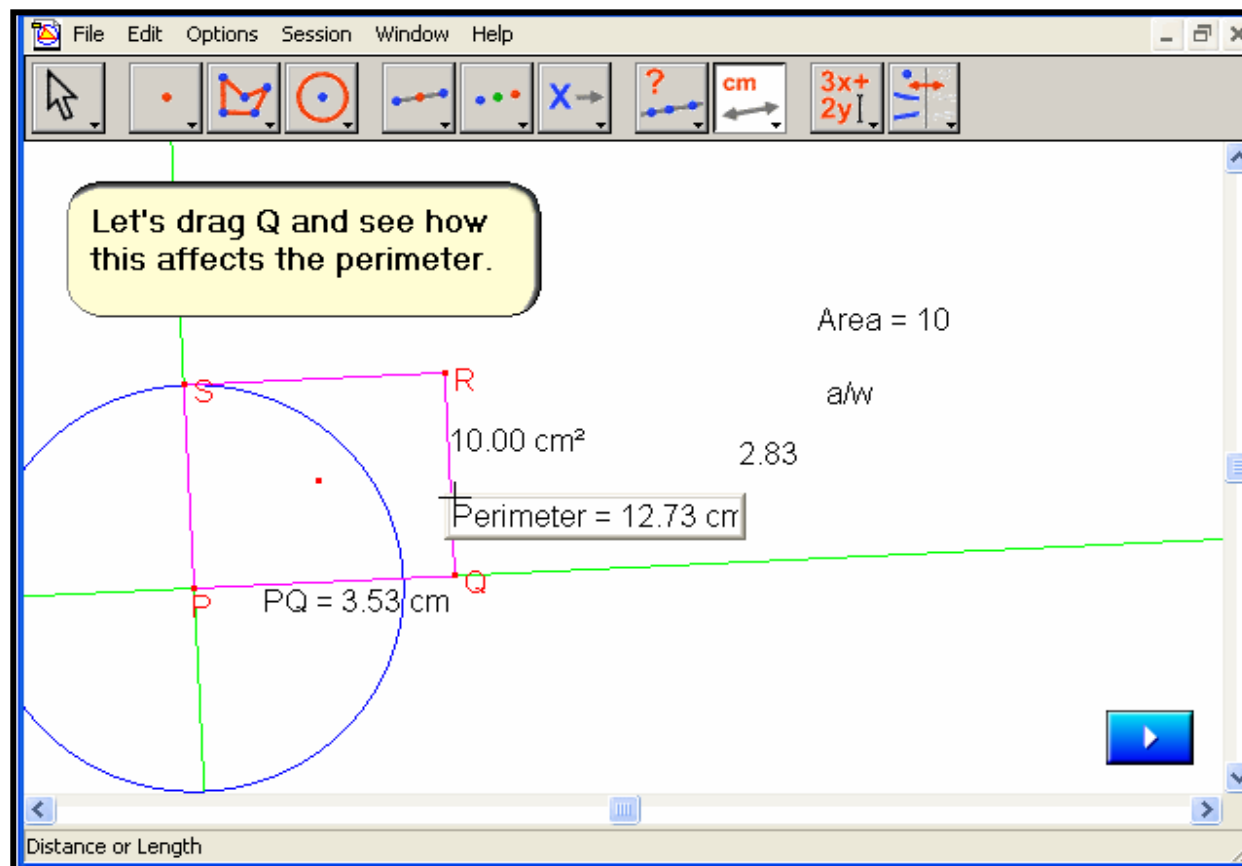 File Edit Options Session Window Help
? cm 3x+
2y
X
Let's drag Q and see how
this affects the perimeter.
Area = 10
a/w
S R
10.00 cm²
2.83
Perimeter = 12.73 cm
P Q
PQ = 3.53 cm
Distance or Length